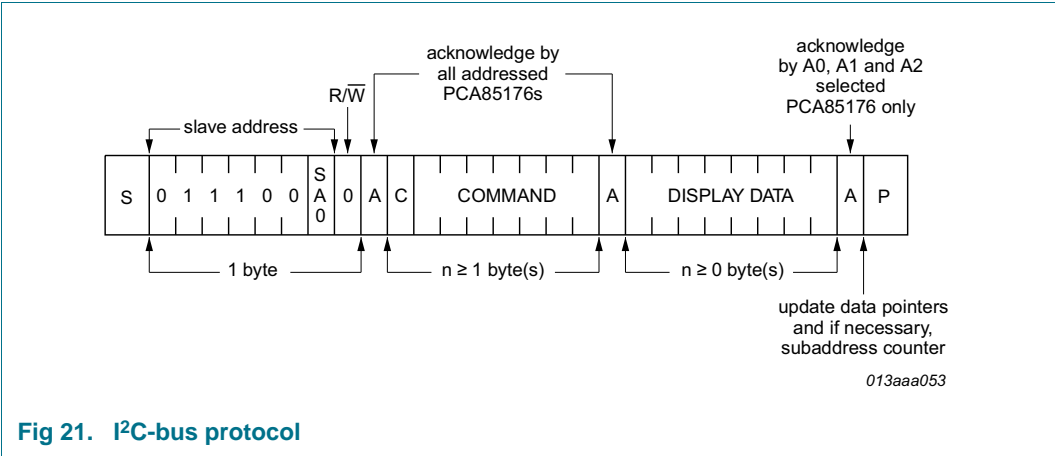 acknowledge by
all addressed
PCA85176s
acknowledge
by A0, A1 and A2
selected
PCA85176 only
R/W̅
slave address
S 0 1 1 1 0 0 SA0 0 A C COMMAND A DISPLAY DATA A P
1 byte
n ≥ 1 byte(s)
n ≥ 0 byte(s)
update data pointers
and if necessary,
subaddress counter
013aaa053
Fig 21. I²C-bus protocol